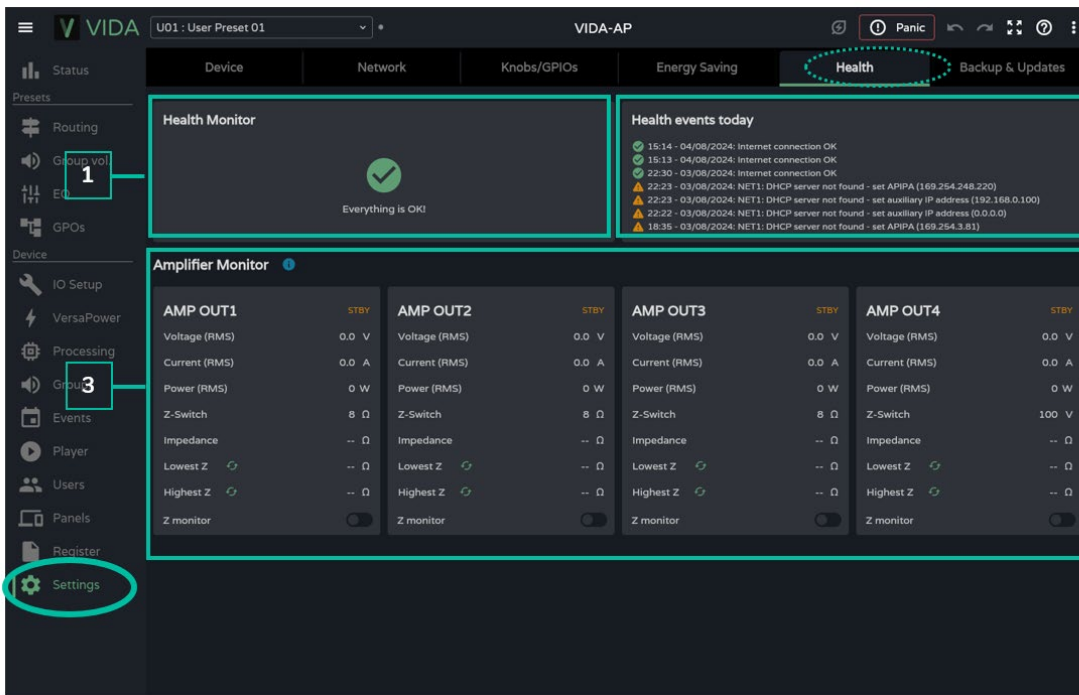 VIDA
U01 : User Preset 01
VIDA-AP
Panic
Status
Device
Network
Knobs/GPIOs
Energy Saving
Health
Backup & Updates
Presets
Routing
Group vol.
EQ
GPOs
Device
IO Setup
VersaPower
Processing
Events
Player
Users
Panels
Register
Settings
1
3
Health Monitor
Everything is OK!
Health events today
15:14 - 04/08/2024: Internet connection OK
15:13 - 04/08/2024: Internet connection OK
22:30 - 03/08/2024: Internet connection OK
22:23 - 03/08/2024: NET1: DHCP server not found - set APIPA (169.254.248.220)
22:23 - 03/08/2024: NET1: DHCP server not found - set auxiliary IP address (192.168.0.100)
22:22 - 03/08/2024: NET1: DHCP server not found - set auxiliary IP address (0.0.0.0)
18:35 - 03/08/2024: NET1: DHCP server not found - set APIPA (169.254.3.81)
Amplifier Monitor
AMP OUT1 STBY
Voltage (RMS) 0.0 V
Current (RMS) 0.0 A
Power (RMS) 0 W
Z-Switch 8 Ω
Impedance -- Ω
Lowest Z -- Ω
Highest Z -- Ω
Z monitor
AMP OUT2 STBY
Voltage (RMS) 0.0 V
Current (RMS) 0.0 A
Power (RMS) 0 W
Z-Switch 8 Ω
Impedance -- Ω
Lowest Z -- Ω
Highest Z -- Ω
Z monitor
AMP OUT3 STBY
Voltage (RMS) 0.0 V
Current (RMS) 0.0 A
Power (RMS) 0 W
Z-Switch 8 Ω
Impedance -- Ω
Lowest Z -- Ω
Highest Z -- Ω
Z monitor
AMP OUT4 STBY
Voltage (RMS) 0.0 V
Current (RMS) 0.0 A
Power (RMS) 0 W
Z-Switch 100 V
Impedance -- Ω
Lowest Z -- Ω
Highest Z -- Ω
Z monitor